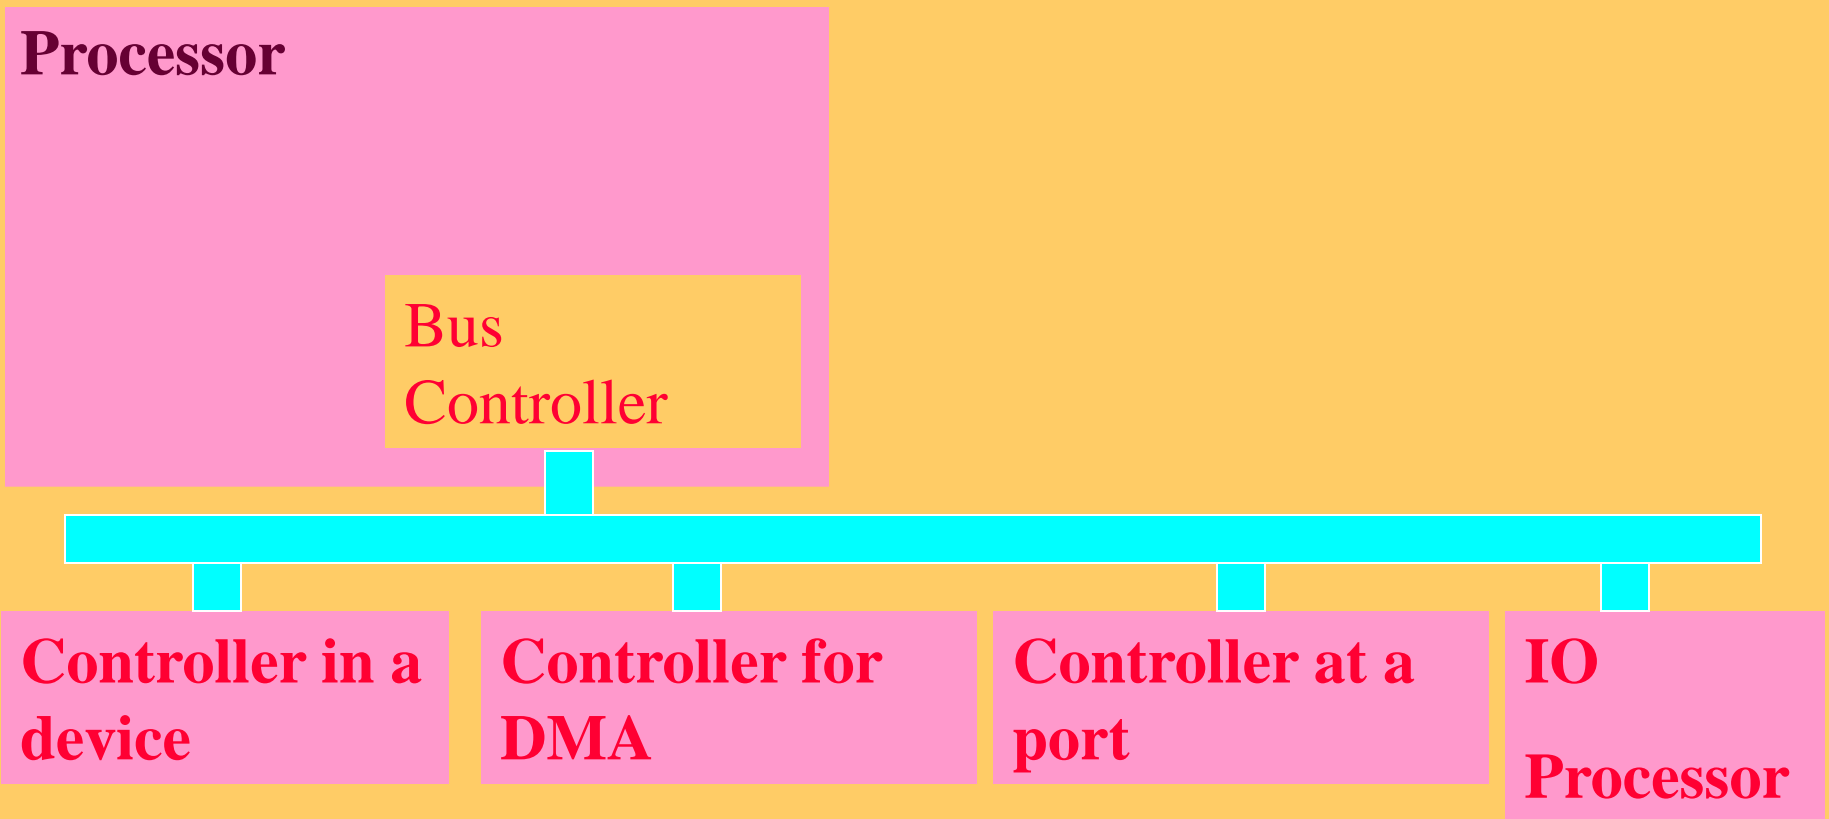 Processor
Bus
Controller
Controller in a
device
Controller for
DMA
Controller at a
port
IO
Processor